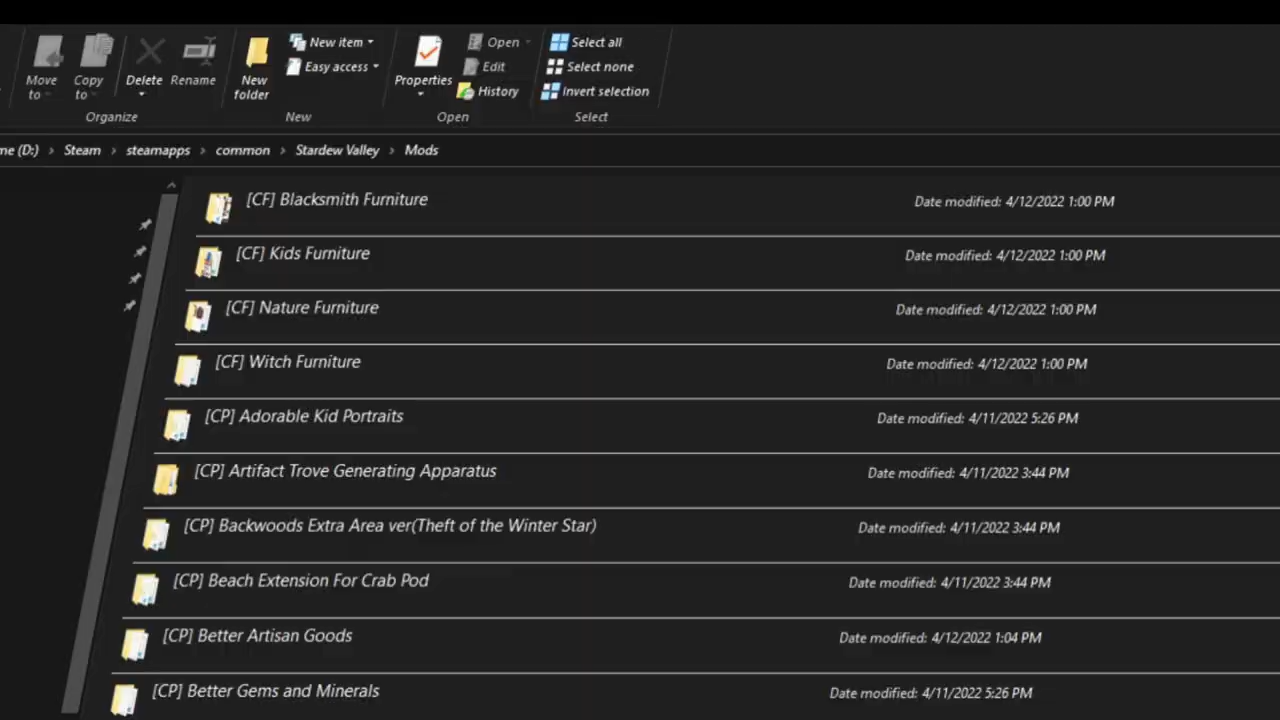 Move to
Copy to
Delete
Rename
New folder
New item
Easy access
Properties
Open
Edit
History
Select all
Select none
Invert selection
Organize
New
Open
Select
me (D:) › Steam › steamapps › common › Stardew Valley › Mods
[CF] Blacksmith Furniture Date modified: 4/12/2022 1:00 PM
[CF] Kids Furniture Date modified: 4/12/2022 1:00 PM
[CF] Nature Furniture Date modified: 4/12/2022 1:00 PM
[CF] Witch Furniture Date modified: 4/12/2022 1:00 PM
[CP] Adorable Kid Portraits Date modified: 4/11/2022 5:26 PM
[CP] Artifact Trove Generating Apparatus Date modified: 4/11/2022 3:44 PM
[CP] Backwoods Extra Area ver(Theft of the Winter Star) Date modified: 4/11/2022 3:44 PM
[CP] Beach Extension For Crab Pod Date modified: 4/11/2022 3:44 PM
[CP] Better Artisan Goods Date modified: 4/12/2022 1:04 PM
[CP] Better Gems and Minerals Date modified: 4/11/2022 5:26 PM